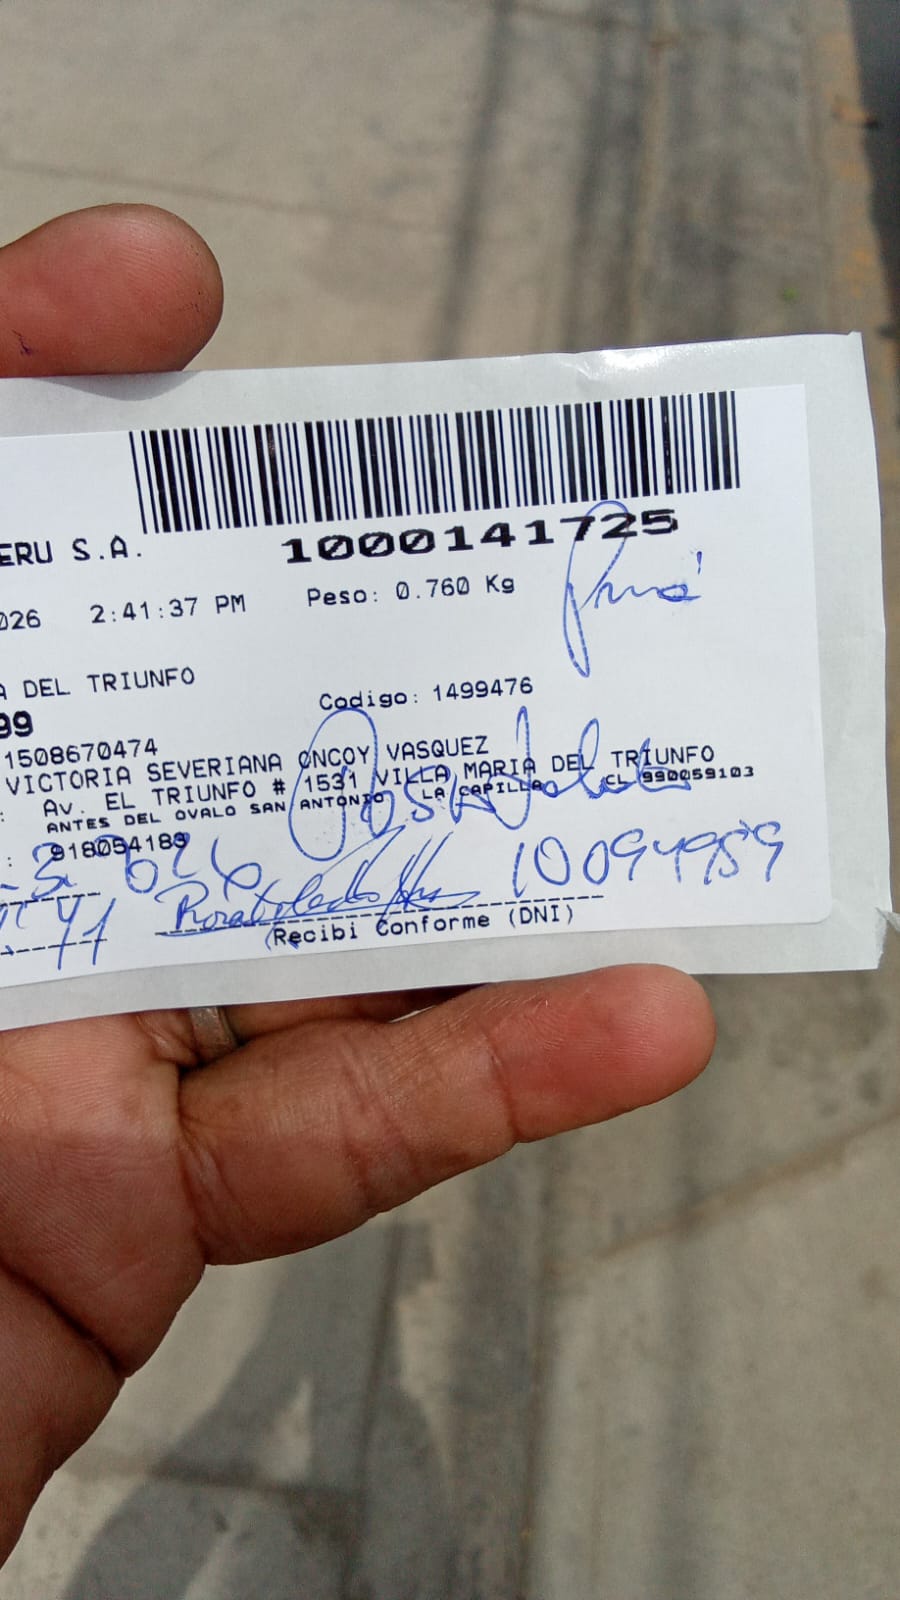 1000141725
ERU S.A.
026 2:41:37 PM Peso: 0.760 Kg
A DEL TRIUNFO
99 Codigo: 1499476
1508670474
VICTORIA SEVERIANA ONCOY VASQUEZ
: Av. EL TRIUNFO # 1531 VILLA MARIA DEL TRIUNFO
ANTES DEL OVALO SAN ANTONIO LA CAPILLA CL 990059103
: 918054189
10094959
Recibi Conforme (DNI)